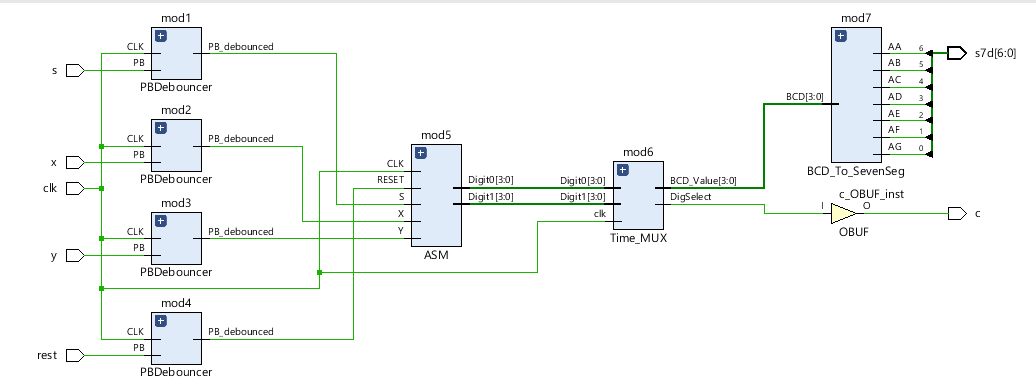 mod1
CLK
PB_debounced
PB
s
PBDebouncer
mod2
CLK
PB_debounced
PB
x
PBDebouncer
clk
mod3
CLK
PB_debounced
PB
y
PBDebouncer
mod4
CLK
PB_debounced
PB
rest
PBDebouncer
mod5
CLK
RESET
S
X
Y
Digit0[3:0]
Digit1[3:0]
ASM
mod6
Digit0[3:0]
Digit1[3:0]
clk
BCD_Value[3:0]
DigSelect
Time_MUX
mod7
BCD[3:0]
AA 6
AB 5
AC 4
AD 3
AE 2
AF 1
AG 0
s7d[6:0]
BCD_To_SevenSeg
c_OBUF_inst
I O
c
OBUF